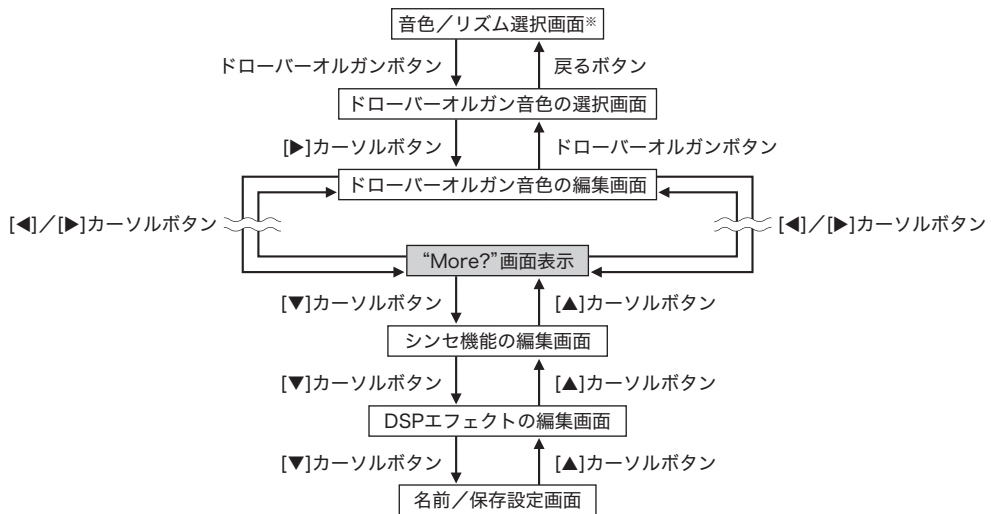 音色／リズム選択画面※
ドローバーオルガンボタン 戻るボタン
ドローバーオルガン音色の選択画面
[▶]カーソルボタン ドローバーオルガンボタン
ドローバーオルガン音色の編集画面
[◀]／[▶]カーソルボタン [◀]／[▶]カーソルボタン
“More?”画面表示
[▼]カーソルボタン [▲]カーソルボタン
シンセ機能の編集画面
[▼]カーソルボタン [▲]カーソルボタン
DSPエフェクトの編集画面
[▼]カーソルボタン [▲]カーソルボタン
名前／保存設定画面